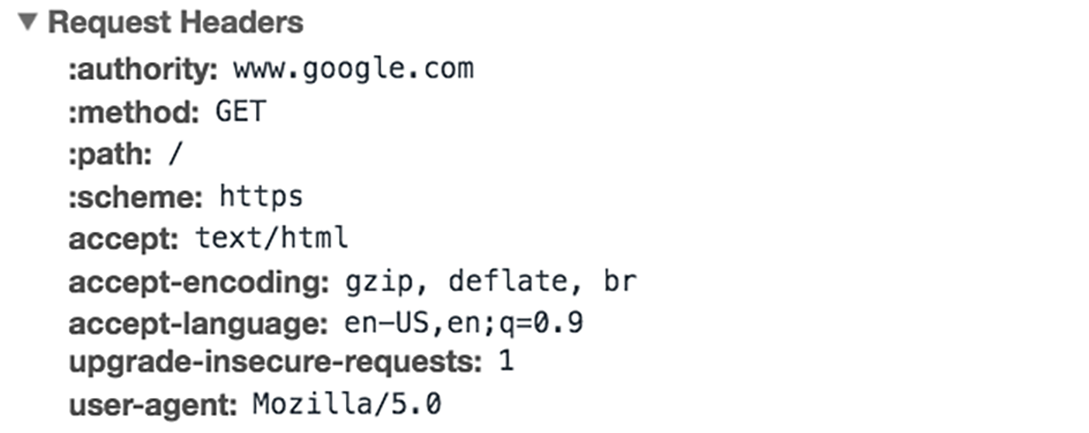 Request Headers
:authority: www.google.com
:method: GET
:path: /
:scheme: https
accept: text/html
accept-encoding: gzip, deflate, br
accept-language: en-US,en;q=0.9
upgrade-insecure-requests: 1
user-agent: Mozilla/5.0